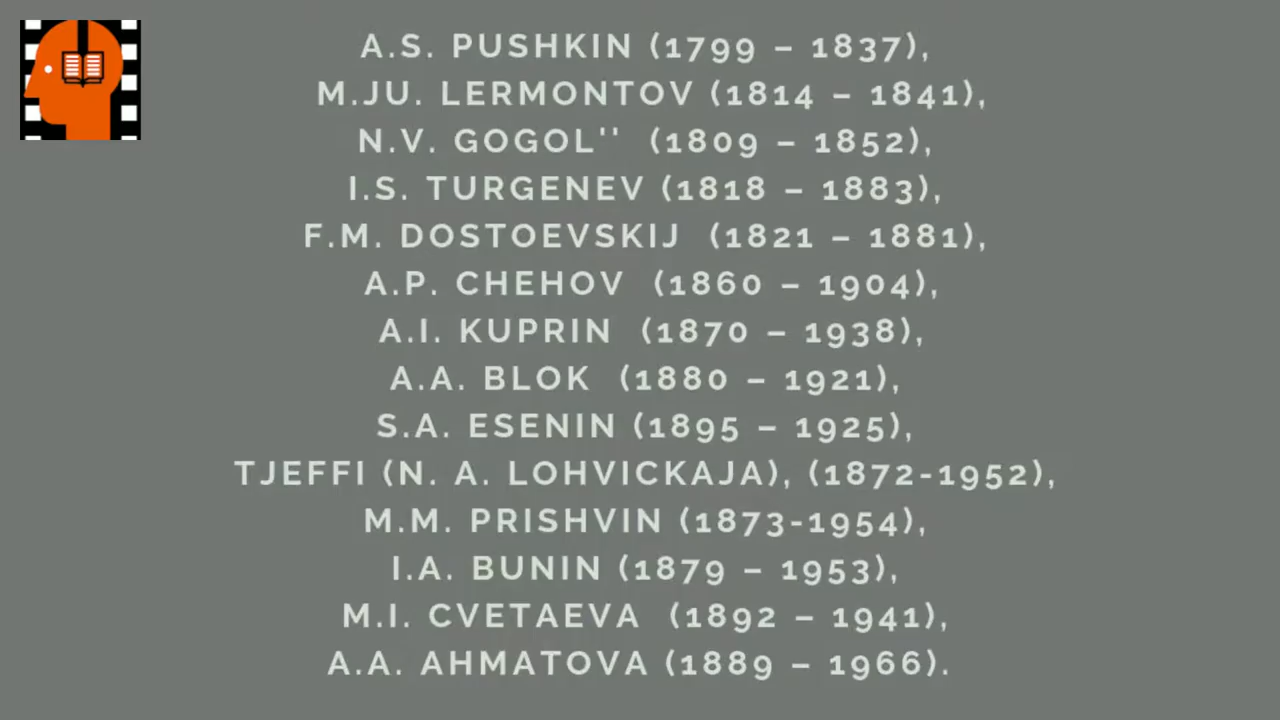 A.S. PUSHKIN (1799 – 1837),
M.JU. LERMONTOV (1814 – 1841),
N.V. GOGOL'' (1809 – 1852),
I.S. TURGENEV (1818 – 1883),
F.M. DOSTOEVSKIJ (1821 – 1881),
A.P. CHEHOV (1860 – 1904),
A.I. KUPRIN (1870 – 1938),
A.A. BLOK (1880 – 1921),
S.A. ESENIN (1895 – 1925),
TJEFFI (N. A. LOHVICKAJA), (1872-1952),
M.M. PRISHVIN (1873-1954),
I.A. BUNIN (1879 – 1953),
M.I. CVETAEVA (1892 – 1941),
A.A. AHMATOVA (1889 – 1966).